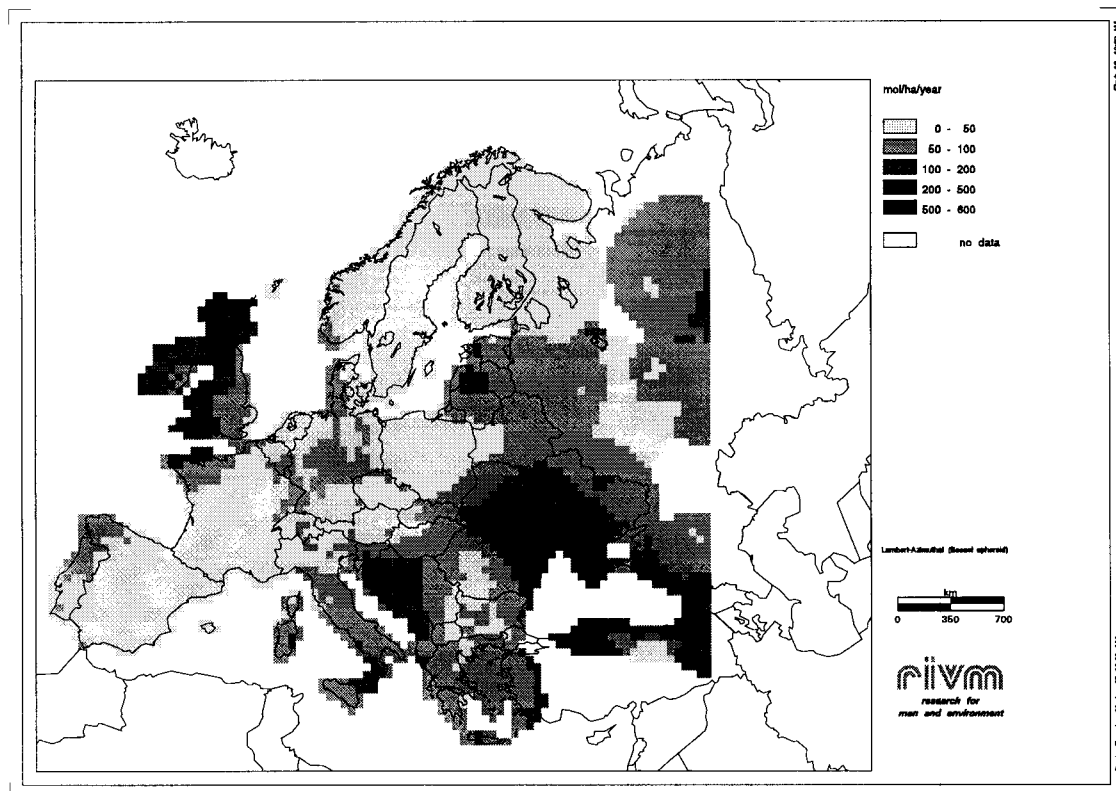 mol/ha/year
0 - 50
50 - 100
100 - 200
200 - 500
500 - 600
no data
Lambert-Azimuthal (Bessel spheroid)
km
0 350 700
rivm
research for
man and environment